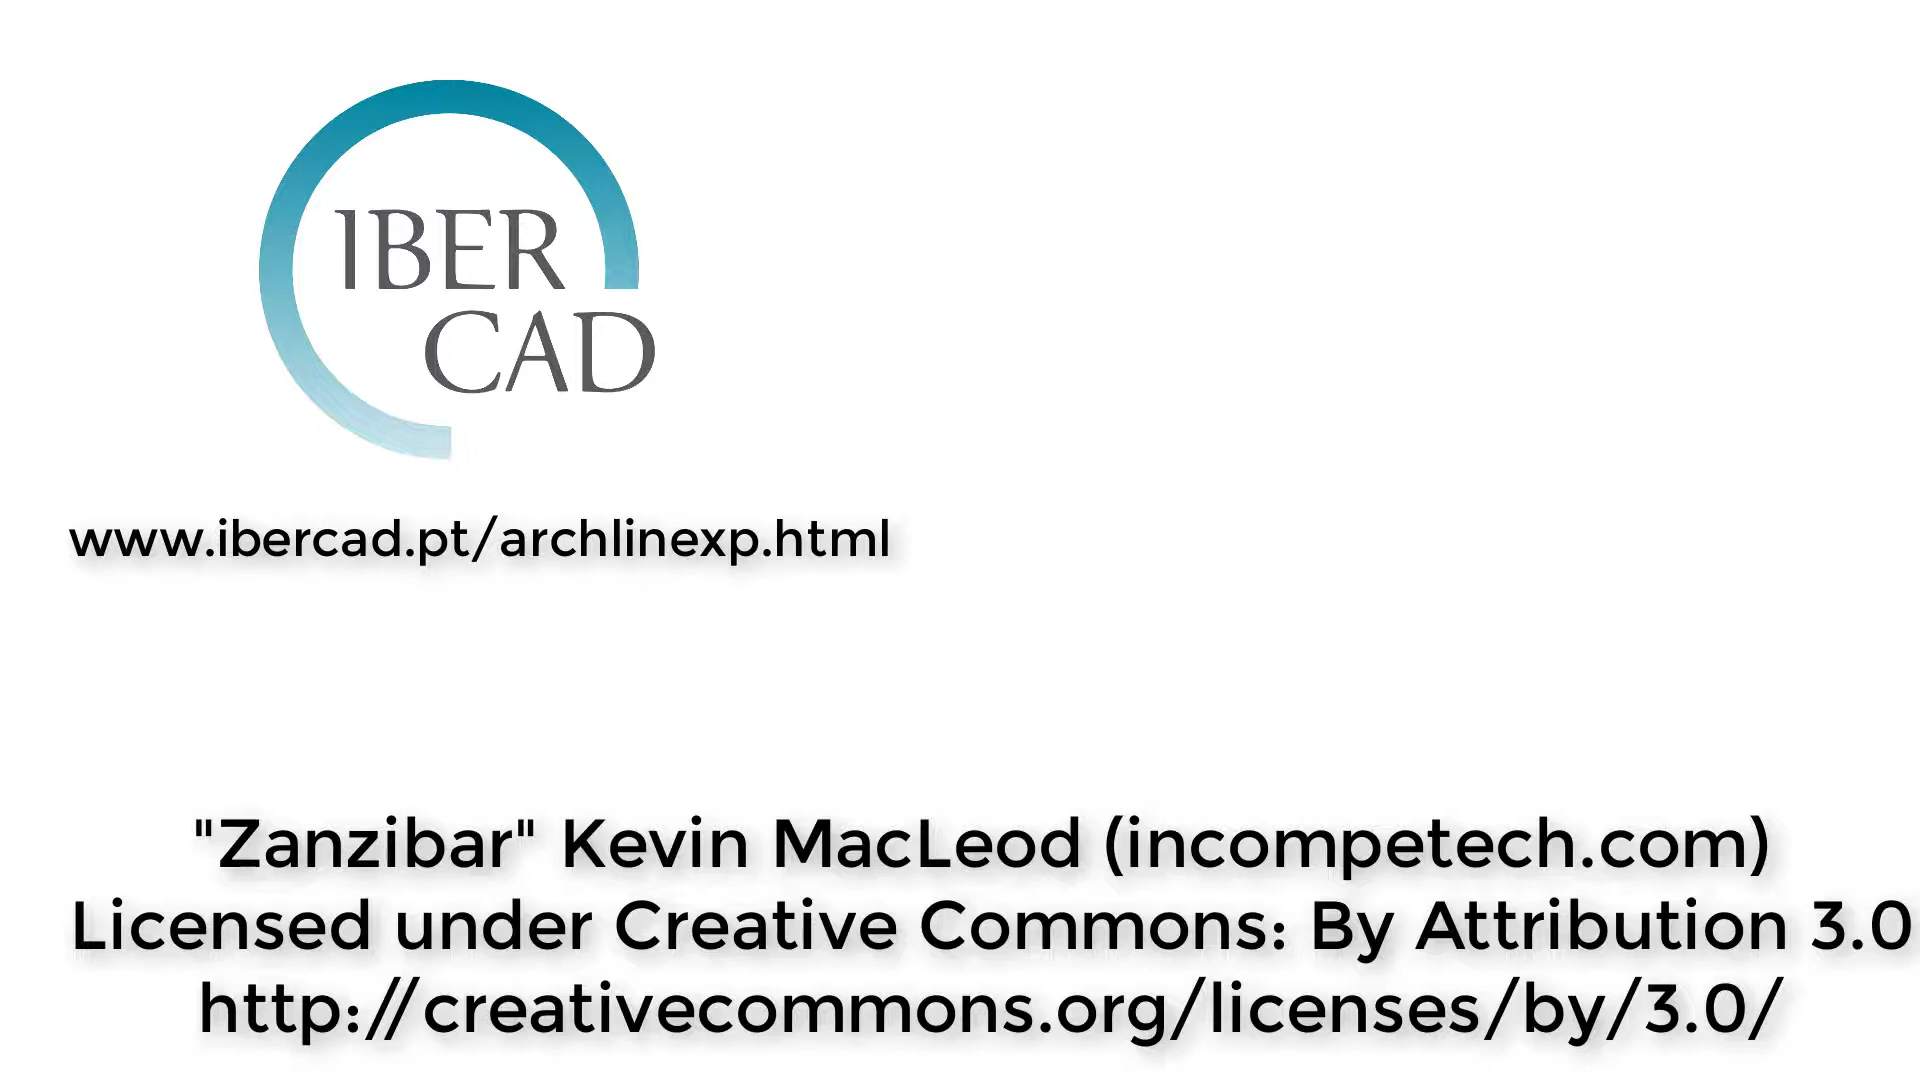 IBER
CAD
www.ibercad.pt/archlinexp.html
"Zanzibar" Kevin MacLeod (incompetech.com)
Licensed under Creative Commons: By Attribution 3.0
http://creativecommons.org/licenses/by/3.0/